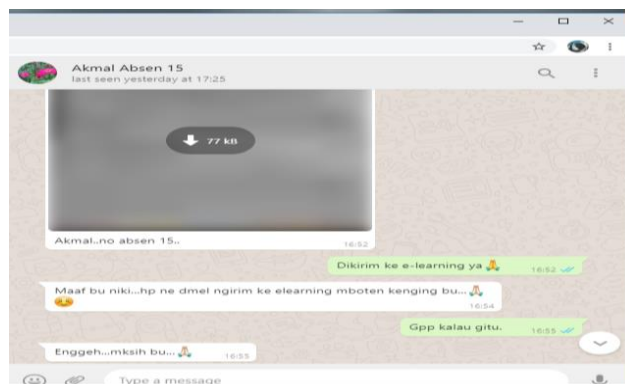 Akmal Absen 15
last seen yesterday at 17:25
77 kB
Akmal..no absen 15..
16:52
Dikirim ke e-learning ya 🙏
16:52
Maaf bu niki...hp ne dmel ngirim ke elearning mboten kenging bu...🙏
16:54
Gpp kalau gitu.
16:55
Enggeh...mksih bu...🙏
16:55
Type a message